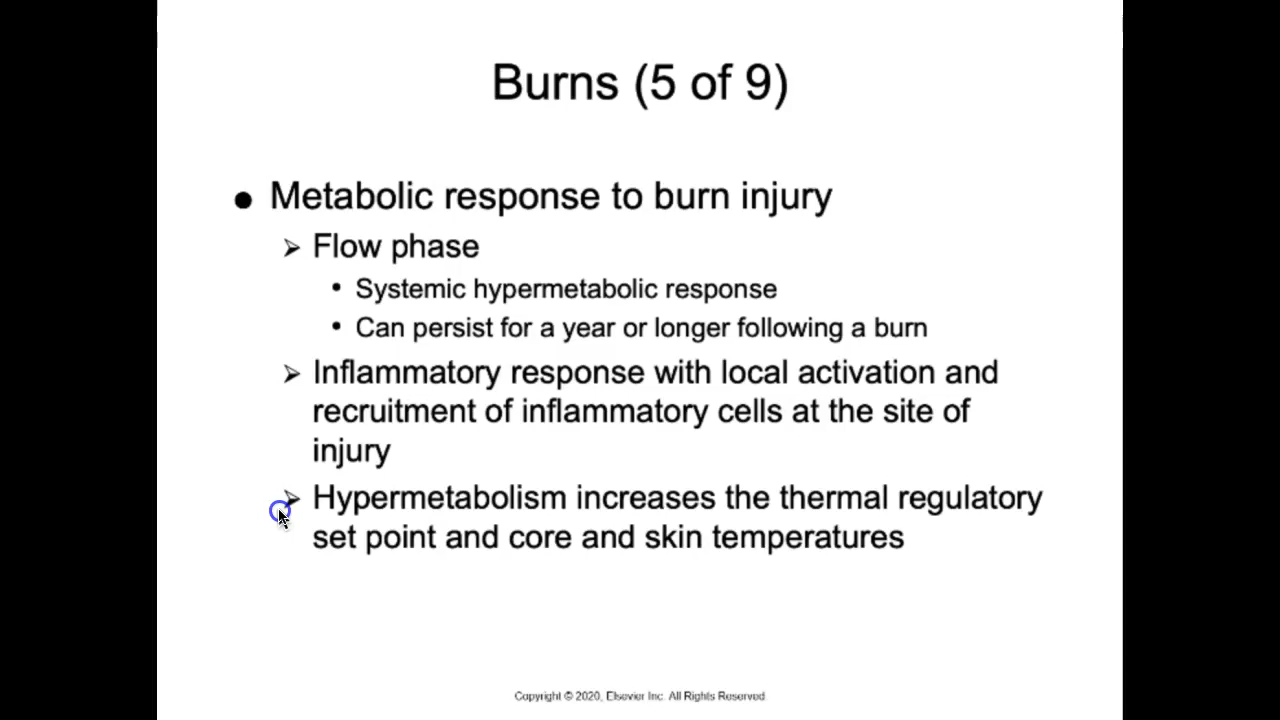 Burns (5 of 9)
● Metabolic response to burn injury
➢ Flow phase
• Systemic hypermetabolic response
• Can persist for a year or longer following a burn
➢ Inflammatory response with local activation and
recruitment of inflammatory cells at the site of
injury
➢ Hypermetabolism increases the thermal regulatory
set point and core and skin temperatures
Copyright © 2020, Elsevier Inc. All Rights Reserved.